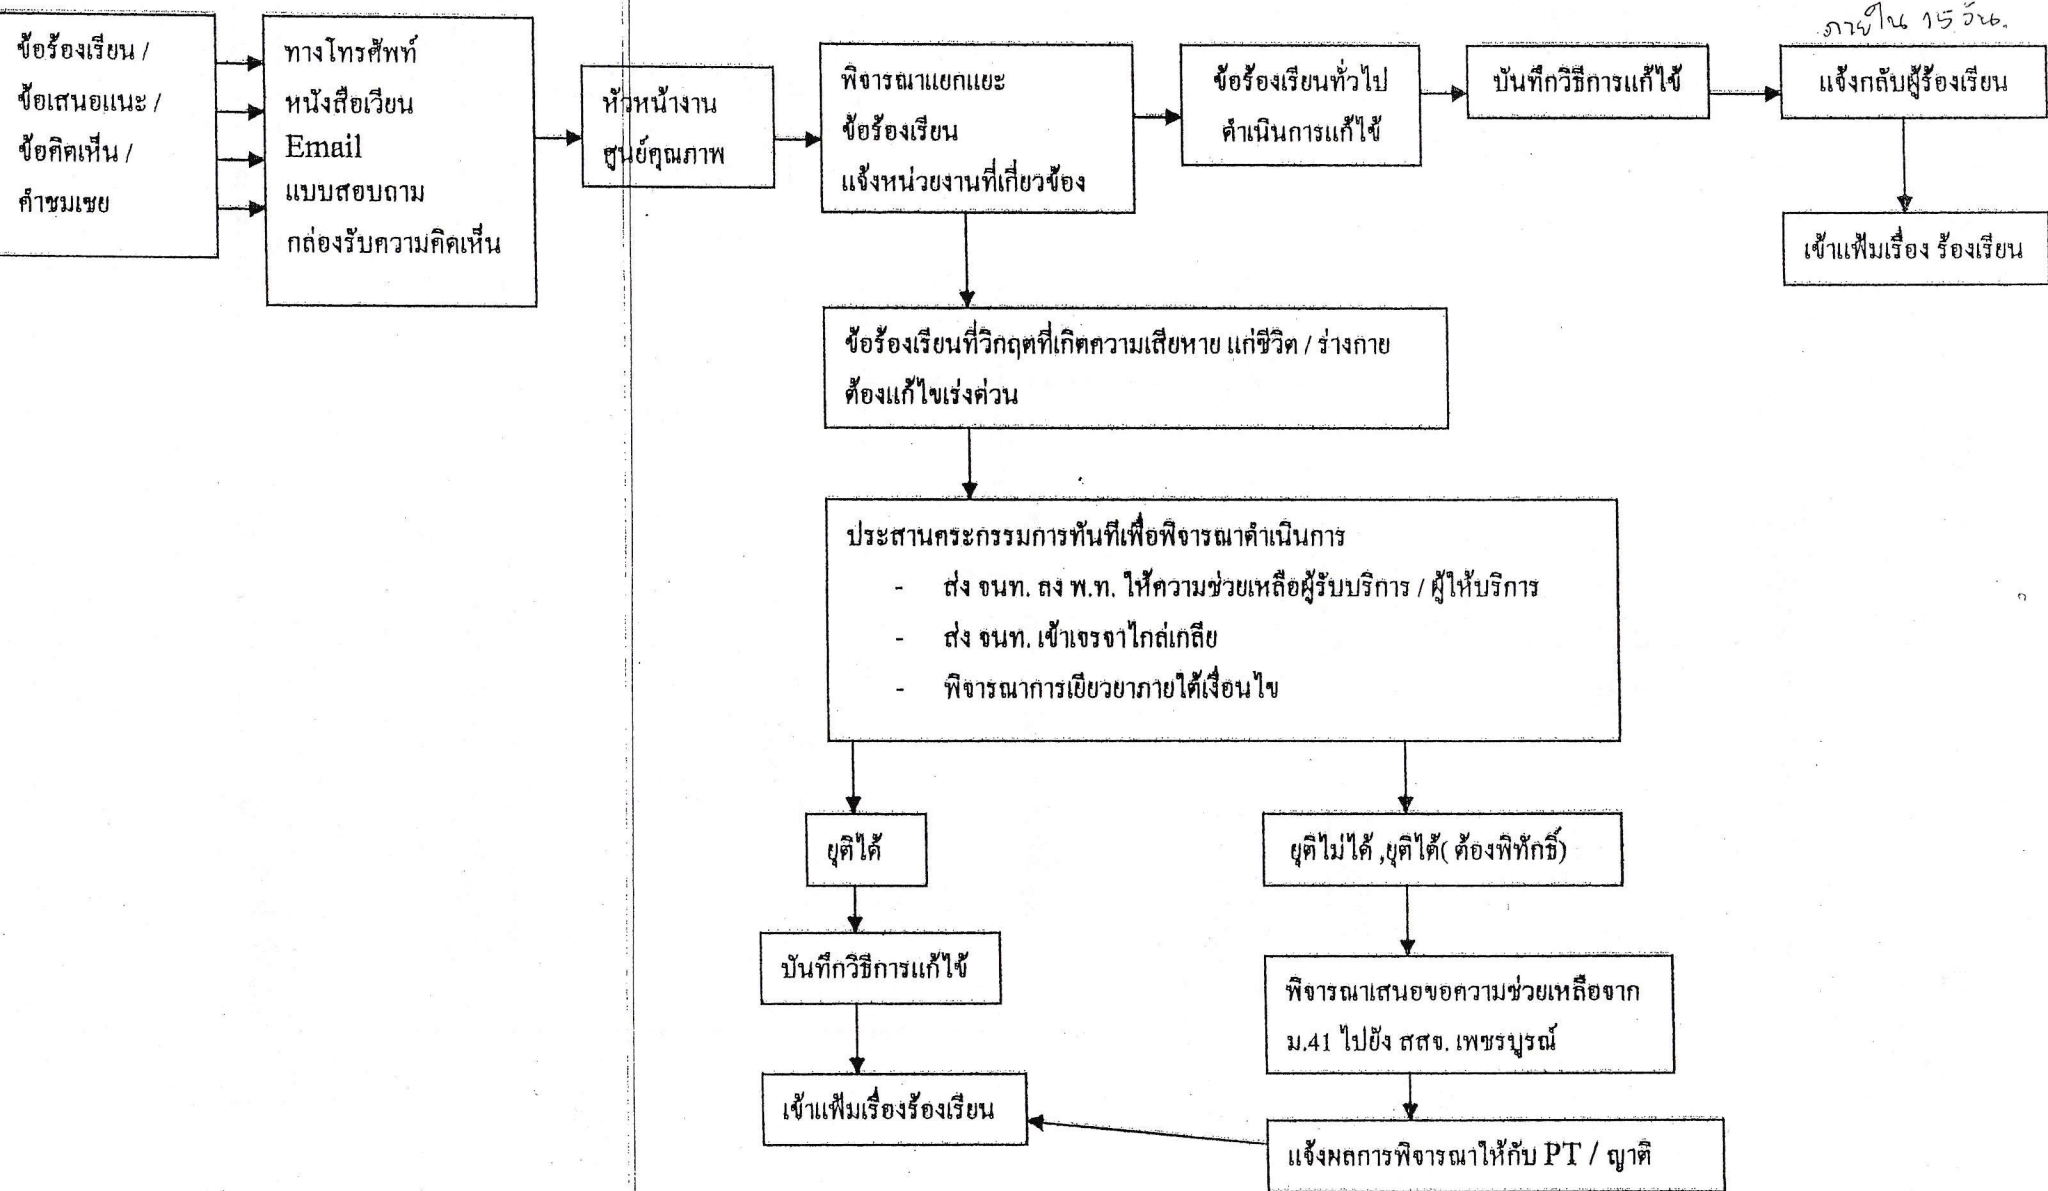 ข้อร้องเรียน /
ข้อเสนอแนะ /
ข้อคิดเห็น /
คำชมเชย
ทางโทรศัพท์
หนังสือเวียน
Email
แบบสอบถาม
กล่องรับความคิดเห็น
หัวหน้างาน
ศูนย์คุณภาพ
พิจารณาแยกแยะ
ข้อร้องเรียน
แจ้งหน่วยงานที่เกี่ยวข้อง
ข้อร้องเรียนทั่วไป
ดำเนินการแก้ไข้
บันทึกวิธีการแก้ไข้
ภายใน 15 วัน.
แจ้งกลับผู้ร้องเรียน
เข้าแฟ้มเรื่อง ร้องเรียน
ข้อร้องเรียนที่วิกฤตที่เกิดความเสียหาย แก่ชีวิต / ร่างกาย
ต้องแก้ไขเร่งด่วน
ประสานคระกรรมการทันทีเพื่อพิจารณาดำเนินการ
- ส่ง จนท. ลง พ.ท. ให้ความช่วยเหลือผู้รับบริการ / ผู้ให้บริการ
- ส่ง จนท. เข้าเจรจาไกล่เกลีย
- พิจารณาการเยียวยาภายใต้เงื่อนไข
ยุติได้
ยุติไม่ได้ ,ยุติได้( ต้องพิทักธิ์)
บันทึกวิธีการแก้ไข้
พิจารณาเสนอขอความช่วยเหลือจาก
ม.41 ไปยัง สสจ. เพชรบูรณ์
เข้าแฟ้มเรื่องร้องเรียน
แจ้งผลการพิจารณาให้กับ PT / ญาติ